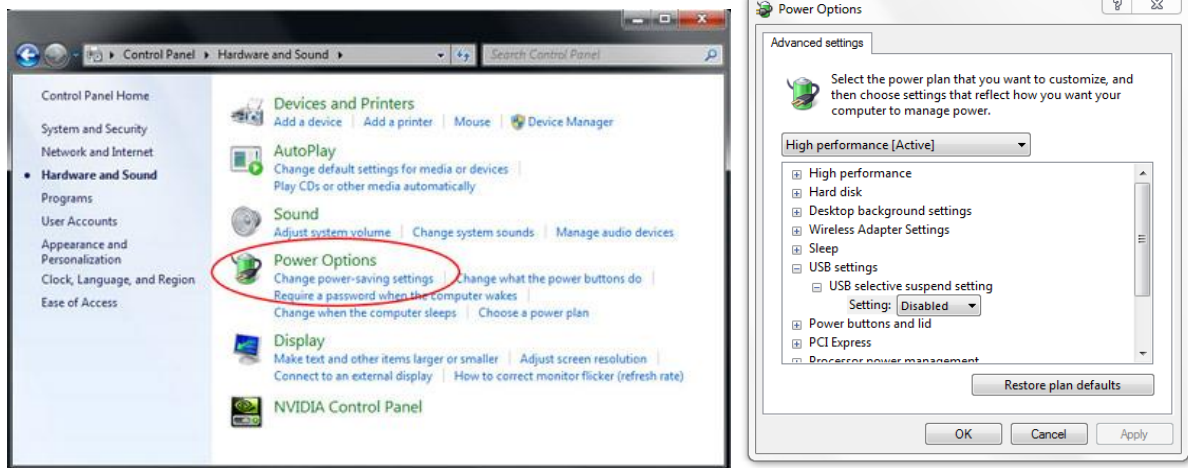 Control Panel Hardware and Sound Search Control Panel
Control Panel Home
System and Security
Network and Internet
Hardware and Sound
Programs
User Accounts
Appearance and
Personalization
Clock, Language, and Region
Ease of Access
Devices and Printers
Add a device Add a printer Mouse Device Manager
AutoPlay
Change default settings for media or devices
Play CDs or other media automatically
Sound
Adjust system volume Change system sounds Manage audio devices
Power Options
Change power-saving settings Change what the power buttons do
Require a password when the computer wakes
Change when the computer sleeps Choose a power plan
Display
Make text and other items larger or smaller Adjust screen resolution
Connect to an external display How to correct monitor flicker (refresh rate)
NVIDIA Control Panel
Power Options
Advanced settings
Select the power plan that you want to customize, and
then choose settings that reflect how you want your
computer to manage power.
High performance [Active]
High performance
Hard disk
Desktop background settings
Wireless Adapter Settings
Sleep
USB settings
USB selective suspend setting
Setting: Disabled
Power buttons and lid
PCI Express
Processor power management
Restore plan defaults
OK Cancel Apply